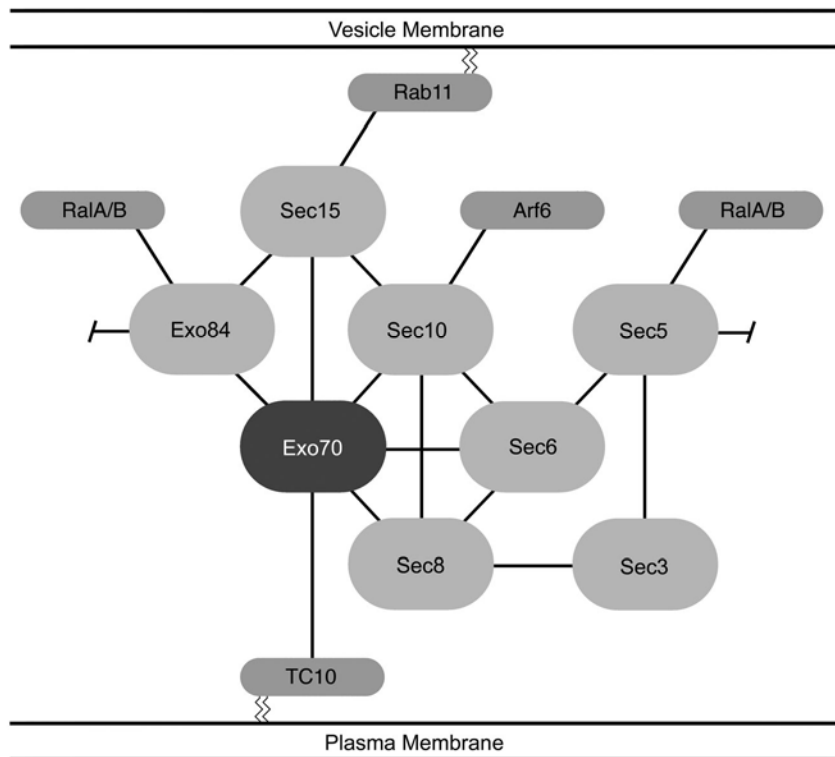 Vesicle Membrane
Rab11
RalA/B
Sec15
Arf6
RalA/B
Exo84
Sec10
Sec5
Exo70
Sec6
Sec8
Sec3
TC10
Plasma Membrane